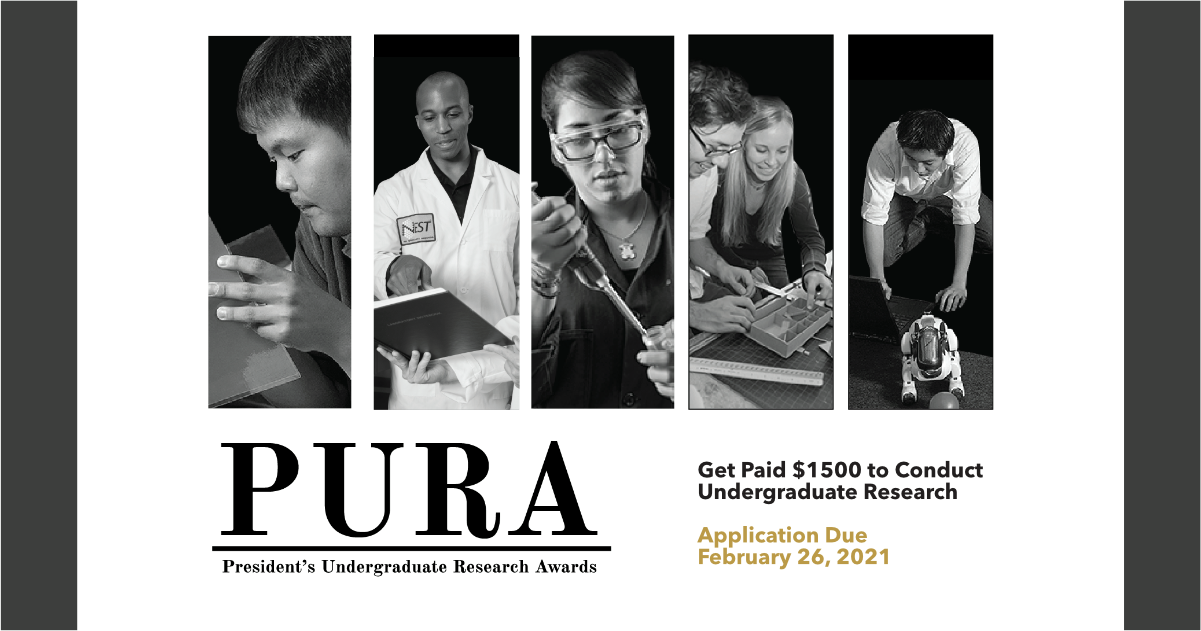 NEST
PURA
President's Undergraduate Research Awards
Get Paid $1500 to Conduct
Undergraduate Research
Application Due
February 26, 2021